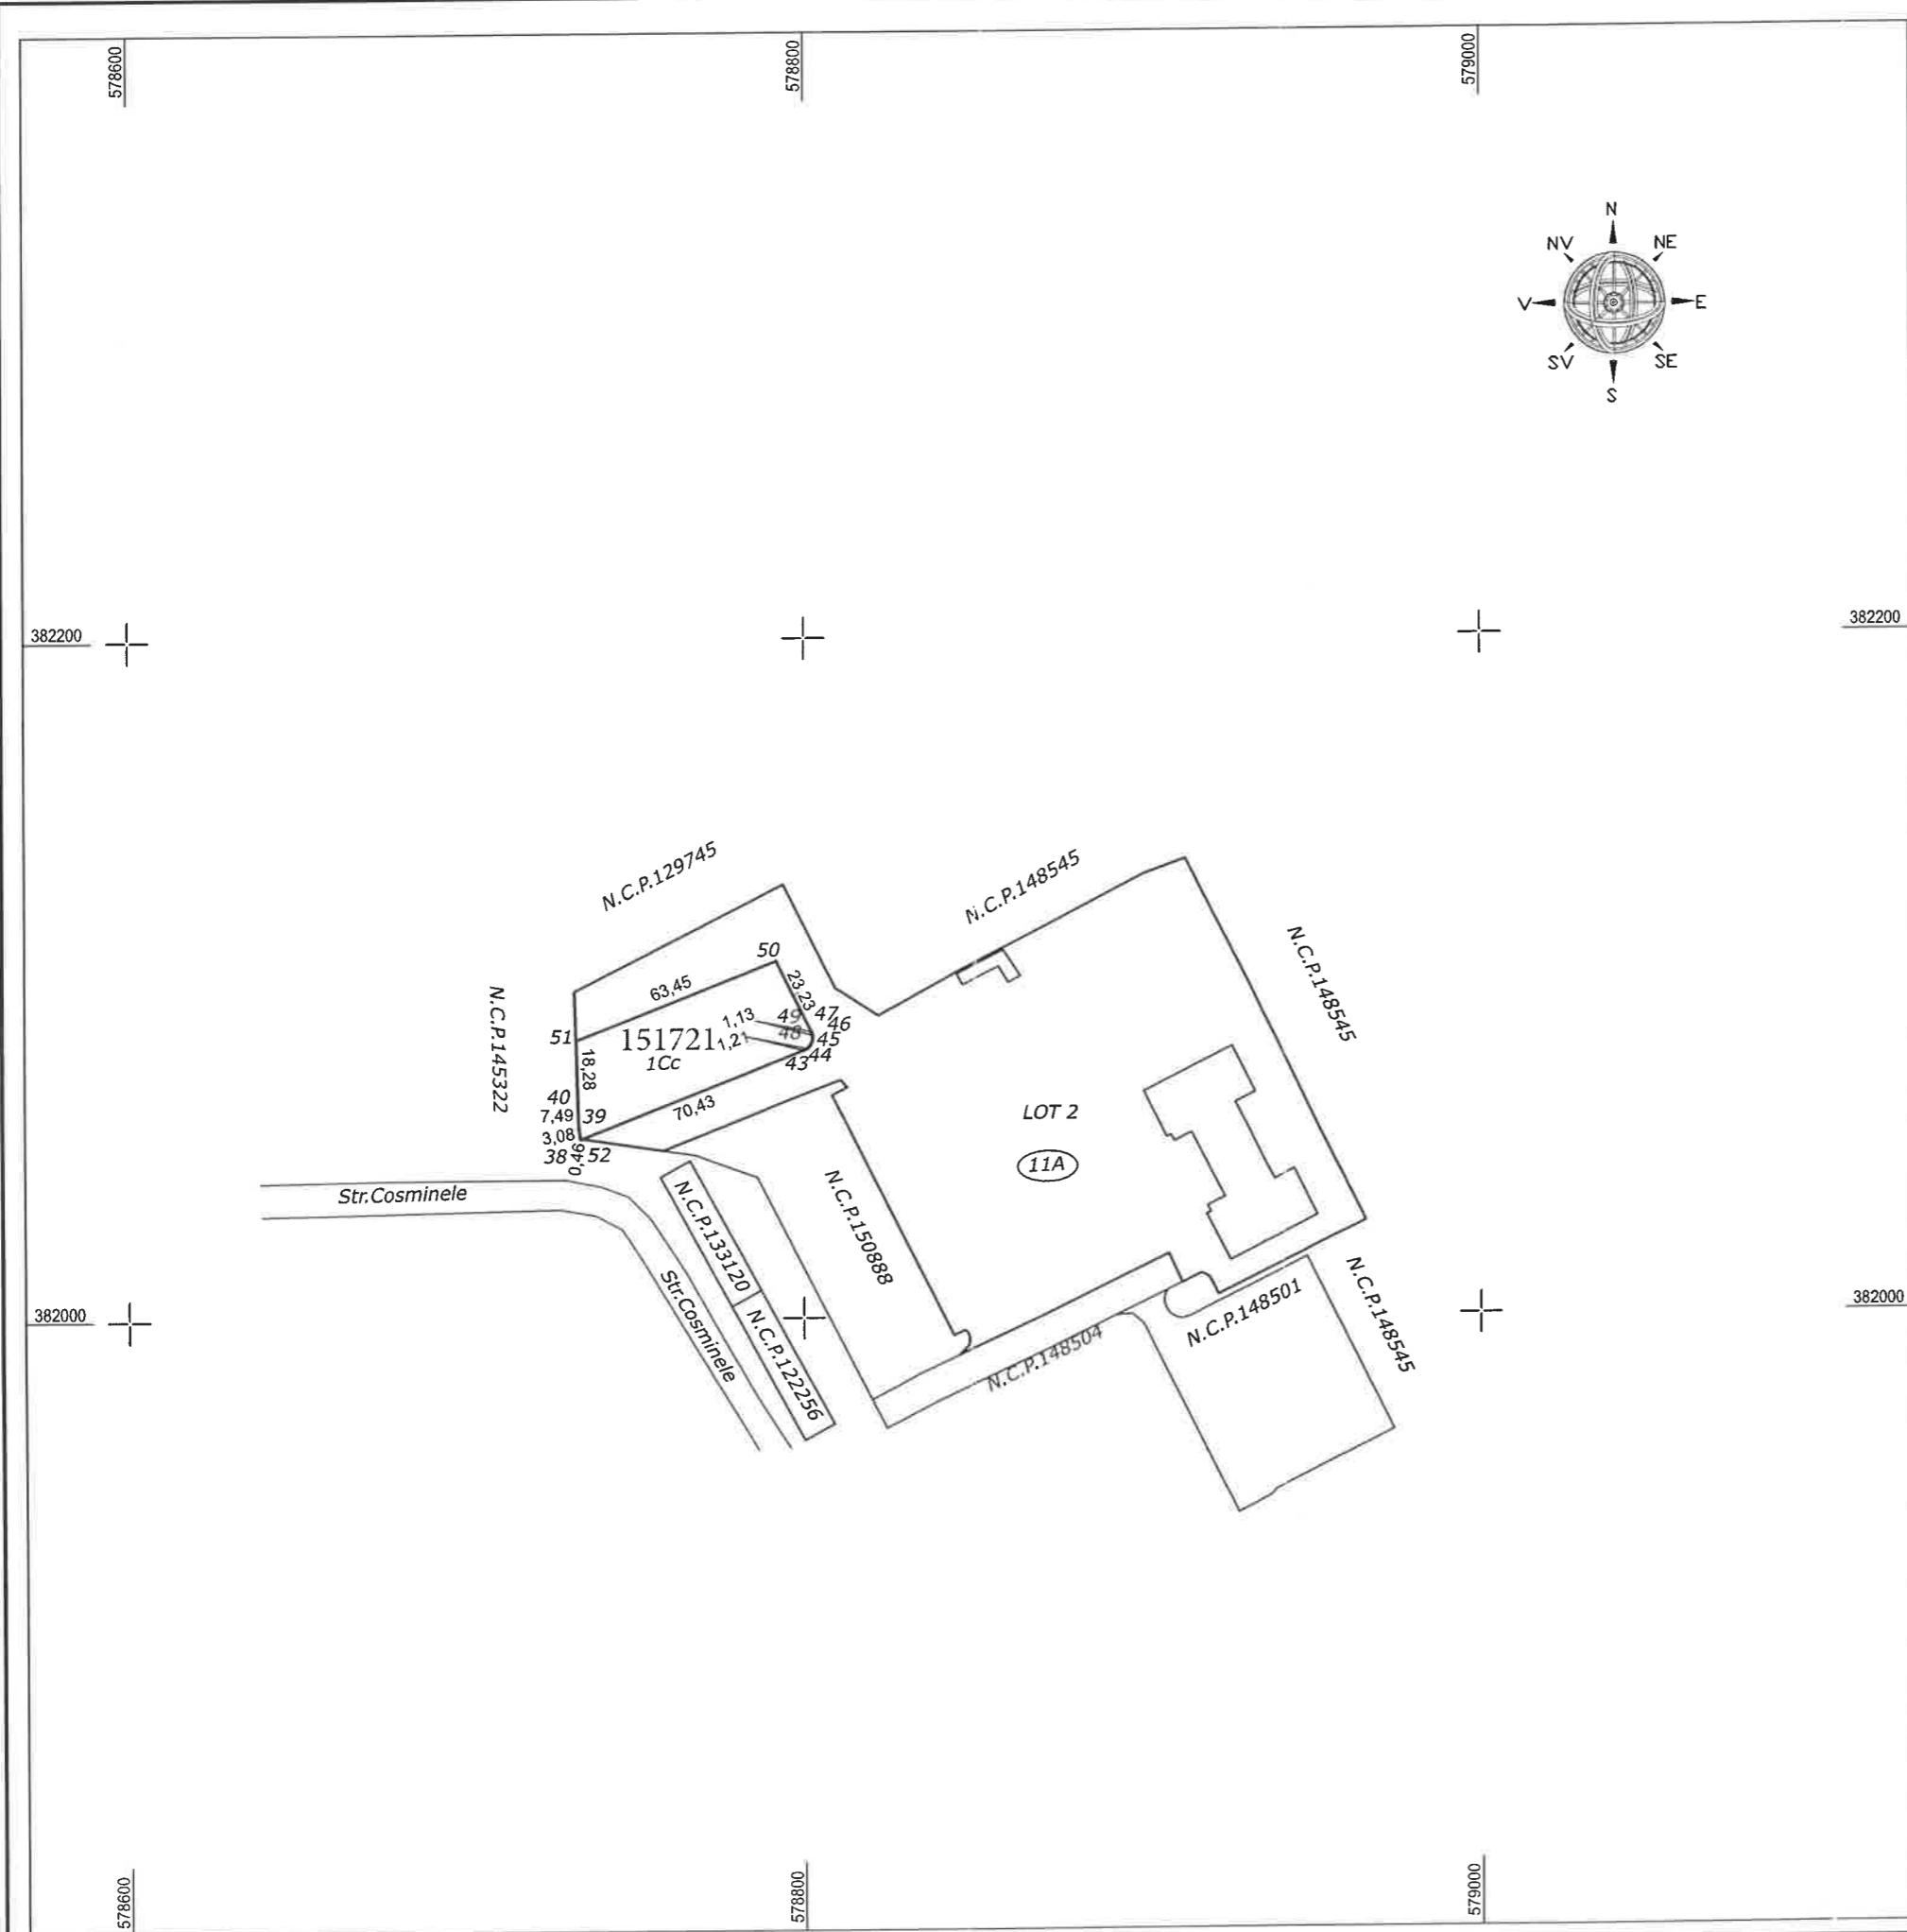 578600
578800
579000
N
NV
NE
V
E
SV
SE
S
382200
382200
N.C.P.129745
N.C.P.148545
N.C.P.148545
N.C.P.145322
50
63,45
23,23
51
151721
1Cc
1,13
1,21
49
48
47
46
45
44
43
18,28
40
7,49
39
3,08
38
0,46
52
70,43
LOT 2
11A
Str.Cosminele
Str.Cosminele
N.C.P.133120
N.C.P.122256
N.C.P.150888
N.C.P.148504
N.C.P.148501
N.C.P.148545
382000
382000
578600
578800
579000